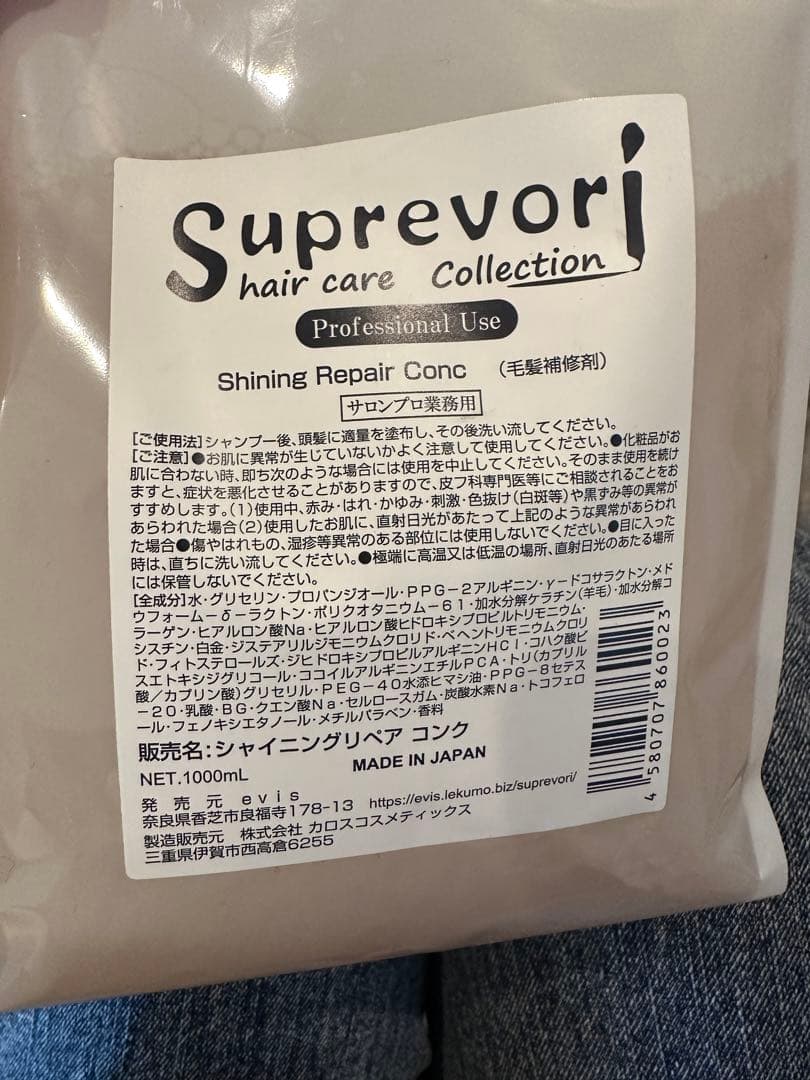 Suprevori
hair care Collection
Professional Use
Shining Repair Conc （毛髪補修剤）
サロンプロ業務用
[ご使用法]シャンプー後、頭髪に適量を塗布し、その後洗い流してください。
[ご注意]●お肌に異常が生じていないかよく注意して使用してください。●化粧品がお
肌に合わない時、即ち次のような場合には使用を中止してください。そのまま使用を続け
ますと、症状を悪化させることがありますので、皮フ科専門医等にご相談されることをお
すすめします。(1)使用中、赤み・はれ・かゆみ・刺激・色抜け(白斑等)や黒ずみ等の異常が
あらわれた場合(2)使用したお肌に、直射日光があたって上記のような異常があらわれ
た場合●傷やはれもの、湿疹等異常のある部位には使用しないでください。●目に入った
時は、直ちに洗い流してください。●極端に高温又は低温の場所、直射日光のあたる場所
には保管しないでください。
[全成分]水・グリセリン・プロパンジオール・PPG－2アルギニン・γ－ドコサラクトン・メド
ウフォーム－δ－ラクトン・ポリクオタニウム－61・加水分解ケラチン(羊毛)・加水分解コ
ラーゲン・ヒアルロン酸Na・ヒアルロン酸ヒドロキシプロピルトリモニウム・
シスチン・白金・ジステアリルジモニウムクロリド・ベヘントリモニウムクロリ
ド・フィトステロールズ・ジヒドロキシプロピルアルギニンHCl・コハク酸ビ
スエトキシジグリコール・ココイルアルギニンエチルPCA・トリ(カプリル
酸／カプリン酸)グリセリル・PEG－40水添ヒマシ油・PPG－8セテス
－20・乳酸・BG・クエン酸Na・セルロースガム・炭酸水素Na・トコフェロ
ール・フェノキシエタノール・メチルパラベン・香料
販売名：シャイニングリペア コンク
NET.1000mL MADE IN JAPAN
発 売 元 evis
奈良県香芝市良福寺178-13 https://evis.lekumo.biz/suprevori/
製造販売元 株式会社 カロスコスメティックス
三重県伊賀市西高倉6255
4 580707 860023